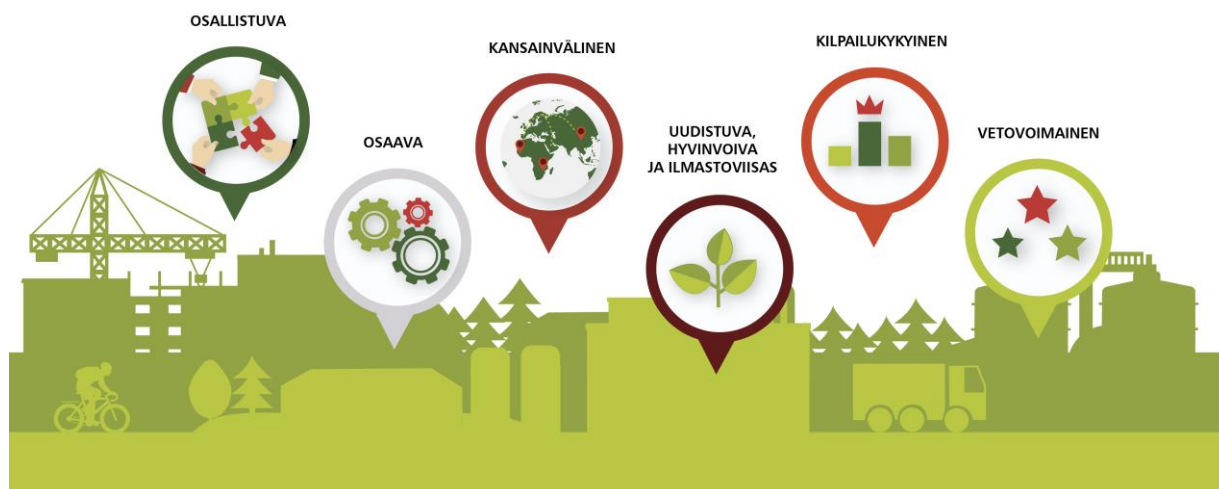 OSALLISTUVA
OSAAVA
KANSAINVÄLINEN
UUDISTUVA,
HYVINVOIVA
JA ILMASTOVIISAS
KILPAILUKYKYINEN
VETOVOIMAINEN